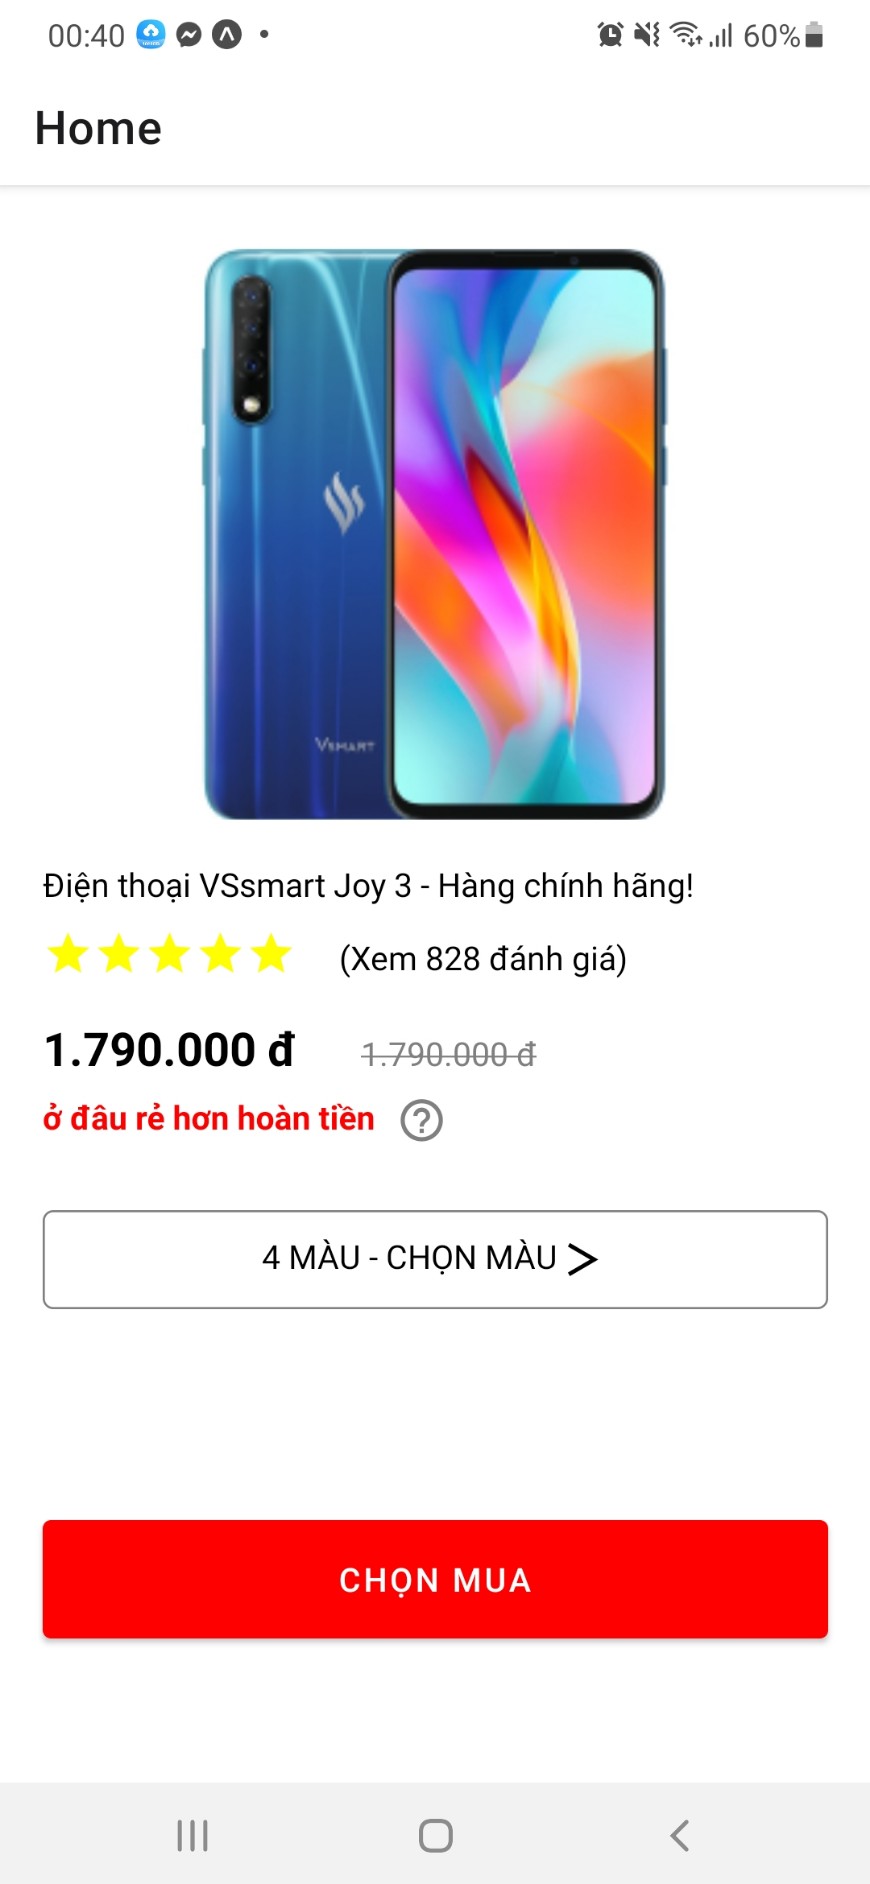 00:40
60%
Home
VSMART
Điện thoại VSsmart Joy 3 - Hàng chính hãng!
(Xem 828 đánh giá)
1.790.000 đ 1.790.000 đ
ở đâu rẻ hơn hoàn tiền ?
4 MÀU - CHỌN MÀU >
CHỌN MUA